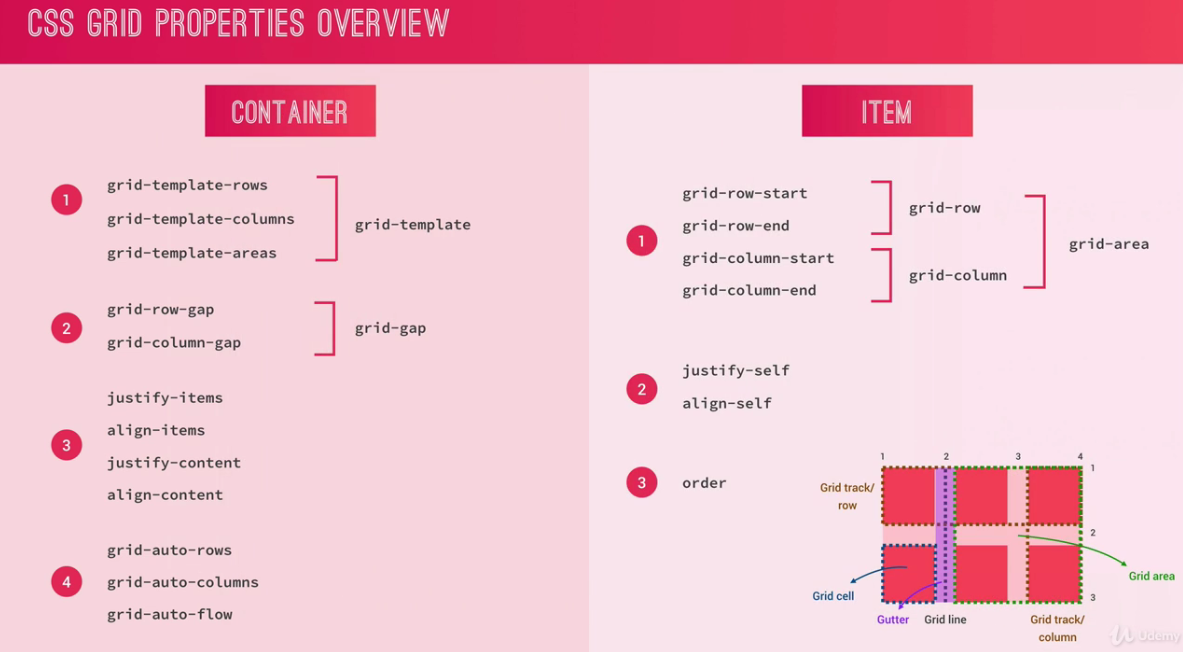 CSS GRID PROPERTIES OVERVIEW
CONTAINER
1
grid-template-rows
grid-template-columns
grid-template-areas
grid-template
2
grid-row-gap
grid-column-gap
grid-gap
3
justify-items
align-items
justify-content
align-content
4
grid-auto-rows
grid-auto-columns
grid-auto-flow
ITEM
1
grid-row-start
grid-row-end
grid-column-start
grid-column-end
grid-row
grid-column
grid-area
2
justify-self
align-self
3
order
1 2 3 4
1
2
3
Grid track/
row
Grid cell
Gutter
Grid line
Grid track/
column
Grid area
Udemy